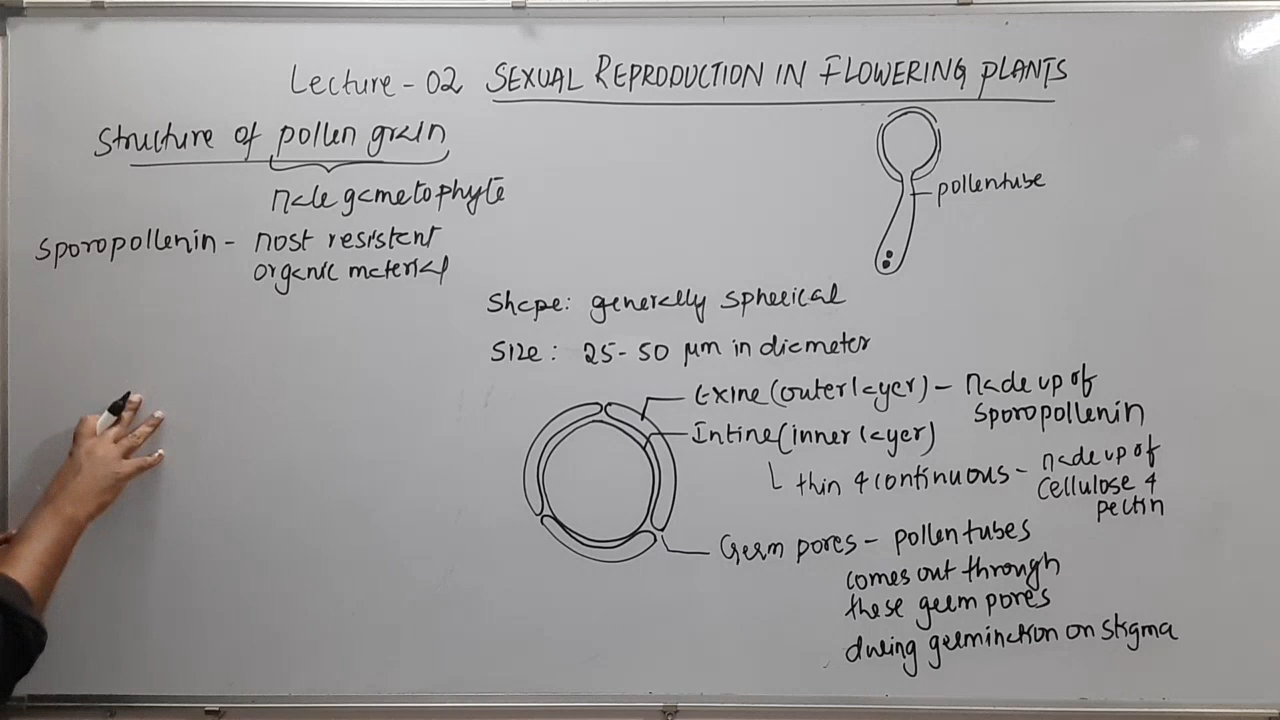 Lecture - 02 SEXUAL REPRODUCTION IN FLOWERING PLANTS
Structure of pollen grain
male gametophyte
Sporopollenin - most resistent
organic material
pollentube
Shape: generally spherical
Size: 25-50 μm in diameter
Exine (outer layer) - made up of
sporopollenin
Intine (inner layer)
thin & continuous - made up of
cellulose &
pectin
Germ pores - pollentubes
comes out through
these germ pores
during germination on stigma